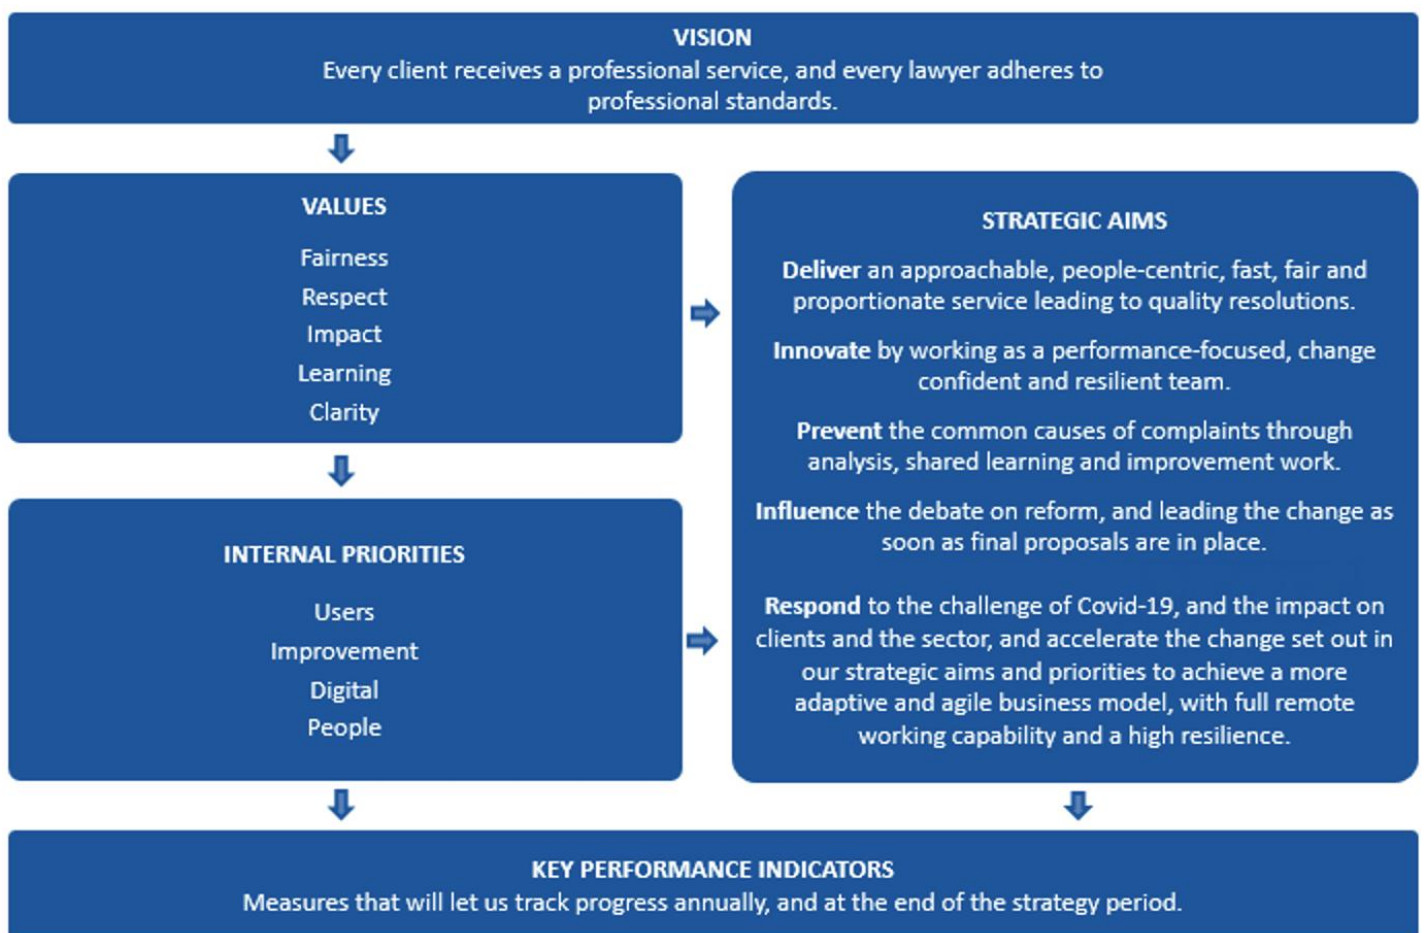 VISION
Every client receives a professional service, and every lawyer adheres to
professional standards.
VALUES
Fairness
Respect
Impact
Learning
Clarity
INTERNAL PRIORITIES
Users
Improvement
Digital
People
STRATEGIC AIMS
Deliver an approachable, people-centric, fast, fair and
proportionate service leading to quality resolutions.
Innovate by working as a performance-focused, change
confident and resilient team.
Prevent the common causes of complaints through
analysis, shared learning and improvement work.
Influence the debate on reform, and leading the change as
soon as final proposals are in place.
Respond to the challenge of Covid-19, and the impact on
clients and the sector, and accelerate the change set out in
our strategic aims and priorities to achieve a more
adaptive and agile business model, with full remote
working capability and a high resilience.
KEY PERFORMANCE INDICATORS
Measures that will let us track progress annually, and at the end of the strategy period.